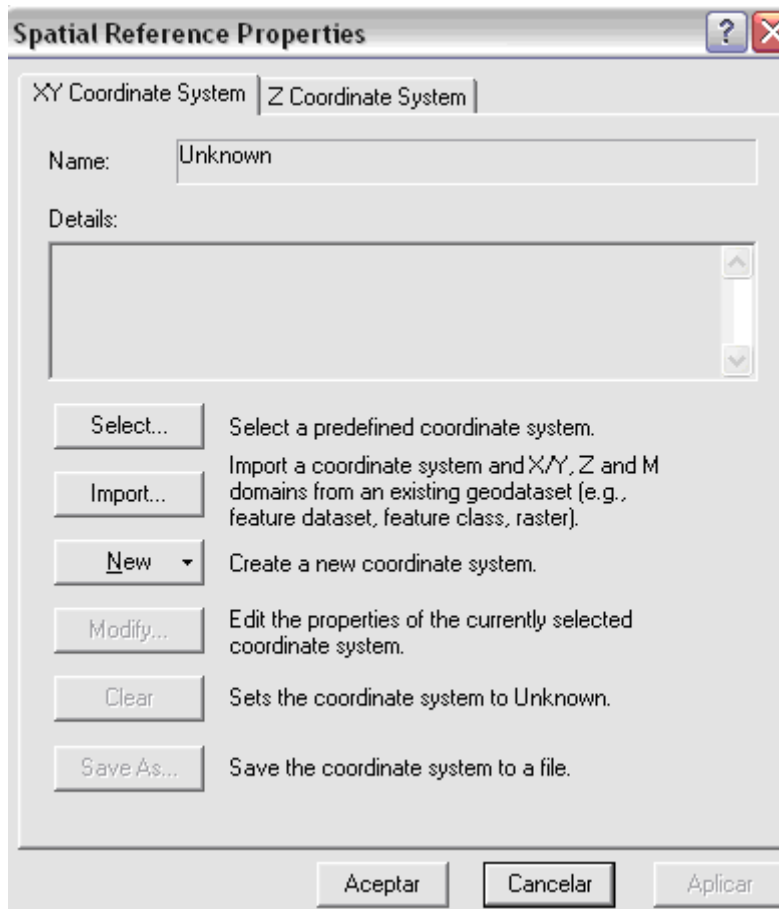 Spatial Reference Properties
XY Coordinate System
Z Coordinate System
Name:
Unknown
Details:
Select...
Select a predefined coordinate system.
Import...
Import a coordinate system and X/Y, Z and M
domains from an existing geodataset (e.g.,
feature dataset, feature class, raster).
New
Create a new coordinate system.
Modify...
Edit the properties of the currently selected
coordinate system.
Clear
Sets the coordinate system to Unknown.
Save As...
Save the coordinate system to a file.
Aceptar
Cancelar
Aplicar